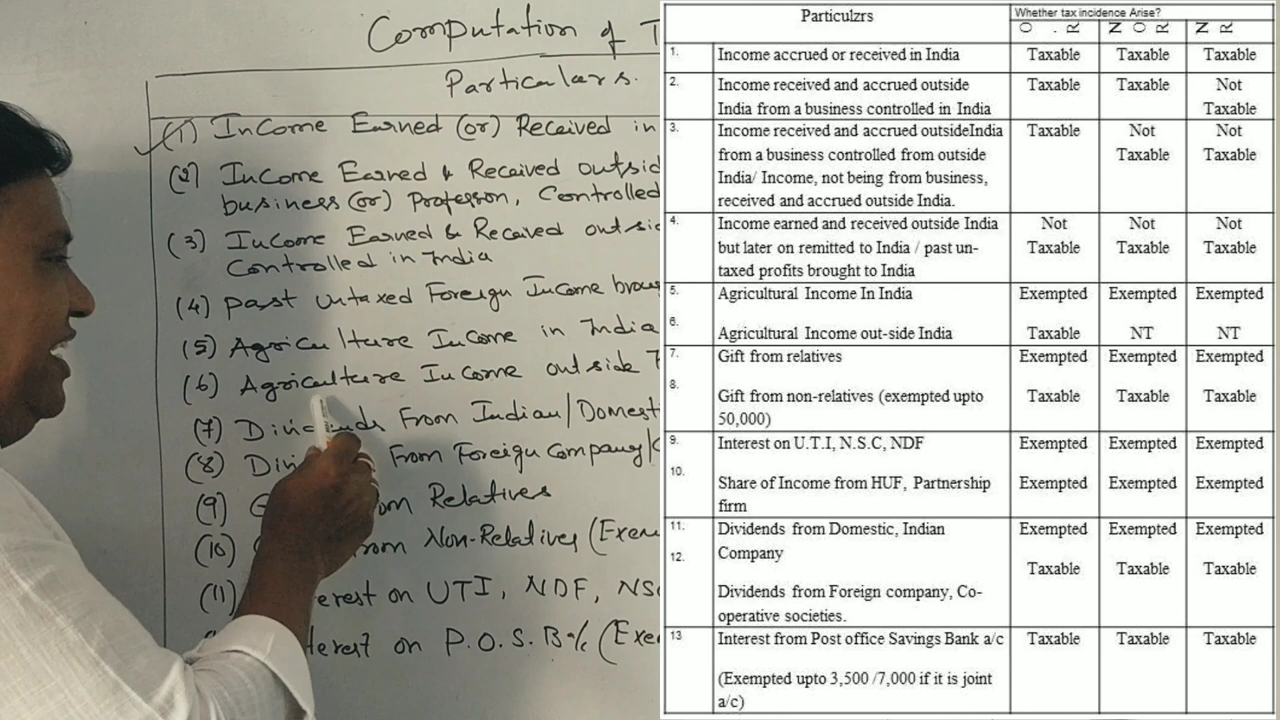 Computation of T
Particulars.
(1) Income Earned (or) Received in
(2) Income Earned & Received outsid
business (or) Profession, Controlled
(3) Income Earned & Received outsid
Controlled in India
(4) past untaxed Foreign Income broug
(5) Agriculture Income in India
(6) Agriculture Income outside
(7) Dividends From Indian/Domesti
(8) Divi From Foreign Company/
(9) G om Relatives
(10) rom Non-Relatives (Exem
(11) terest on UTI, NDF, NS
terest on P.O.S.B a/c (Exe
Particulzrs
Whether tax incidence Arise?
O . R N O R N R
1. Income accrued or received in India Taxable Taxable Taxable
2. Income received and accrued outside Taxable Taxable Not
India from a business controlled in India Taxable
3. Income received and accrued outsideIndia Taxable Not Not
from a business controlled from outside Taxable Taxable
India/ Income, not being from business,
received and accrued outside India.
4. Income earned and received outside India Not Not Not
but later on remitted to India / past un- Taxable Taxable Taxable
taxed profits brought to India
5. Agricultural Income In India Exempted Exempted Exempted
6. Agricultural Income out-side India Taxable NT NT
7. Gift from relatives Exempted Exempted Exempted
8. Gift from non-relatives (exempted upto Taxable Taxable Taxable
50,000)
9. Interest on U.T.I, N.S.C, NDF Exempted Exempted Exempted
10. Share of Income from HUF, Partnership Exempted Exempted Exempted
firm
11. Dividends from Domestic, Indian Exempted Exempted Exempted
12. Company
Taxable Taxable Taxable
Dividends from Foreign company, Co-
operative societies.
13 Interest from Post office Savings Bank a/c Taxable Taxable Taxable
(Exempted upto 3,500 /7,000 if it is joint
a/c)